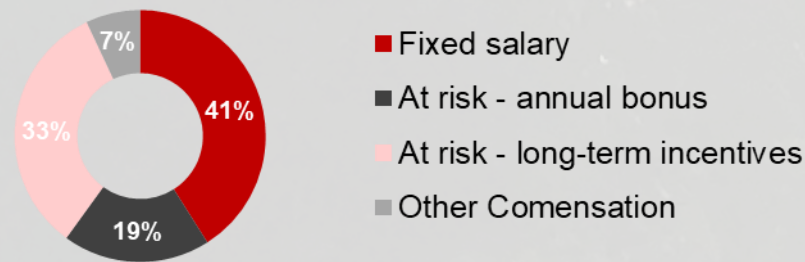 7%
41%
33%
19%
Fixed salary
At risk - annual bonus
At risk - long-term incentives
Other Comensation